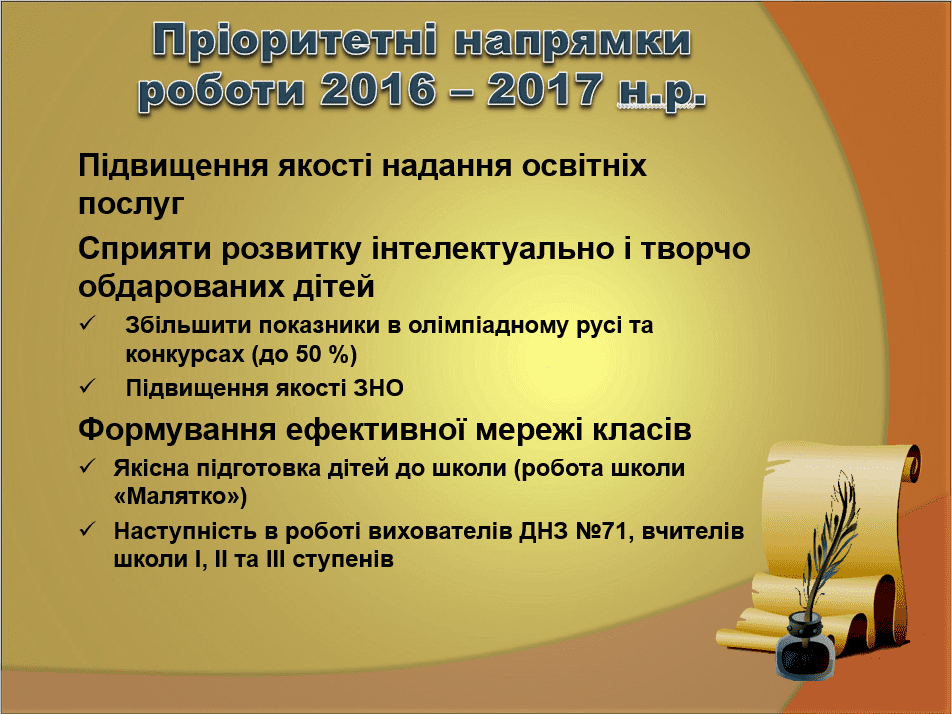 Пріоритетні напрямки
роботи 2016 – 2017 н.р.
Підвищення якості надання освітніх
послуг
Сприяти розвитку інтелектуально і творчо
обдарованих дітей
✓ Збільшити показники в олімпіадному русі та
конкурсах (до 50 %)
✓ Підвищення якості ЗНО
Формування ефективної мережі класів
✓ Якісна підготовка дітей до школи (робота школи
«Малятко»)
✓ Наступність в роботі вихователів ДНЗ №71, вчителів
школи І, ІІ та ІІІ ступенів